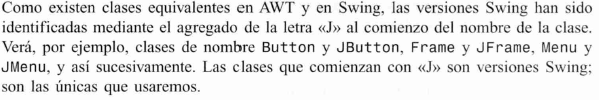 Como existen clases equivalentes en AWT y en Swing, las versiones Swing han sido
identificadas mediante el agregado de la letra «J» al comienzo del nombre de la clase.
Verá, por ejemplo, clases de nombre Button y JButton, Frame y JFrame, Menu y
JMenu, y así sucesivamente. Las clases que comienzan con «J» son versiones Swing;
son las únicas que usaremos.